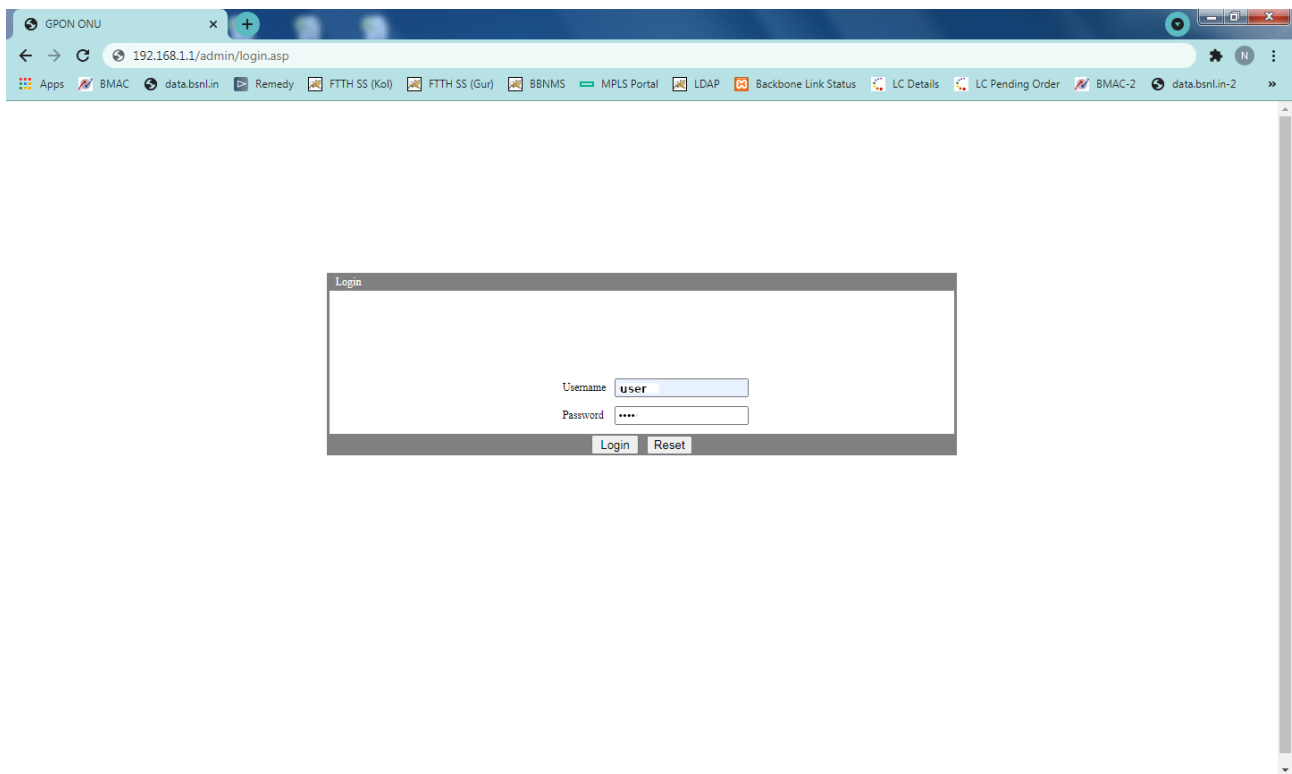 GPON ONU
192.168.1.1/admin/login.asp
N
Apps BMAC data.bsnl.in Remedy FTTH SS (Kol) FTTH SS (Gur) BBNMS MPLS Portal LDAP Backbone Link Status LC Details LC Pending Order BMAC-2 data.bsnl.in-2 »
Login
Username user
Password ••••
Login Reset